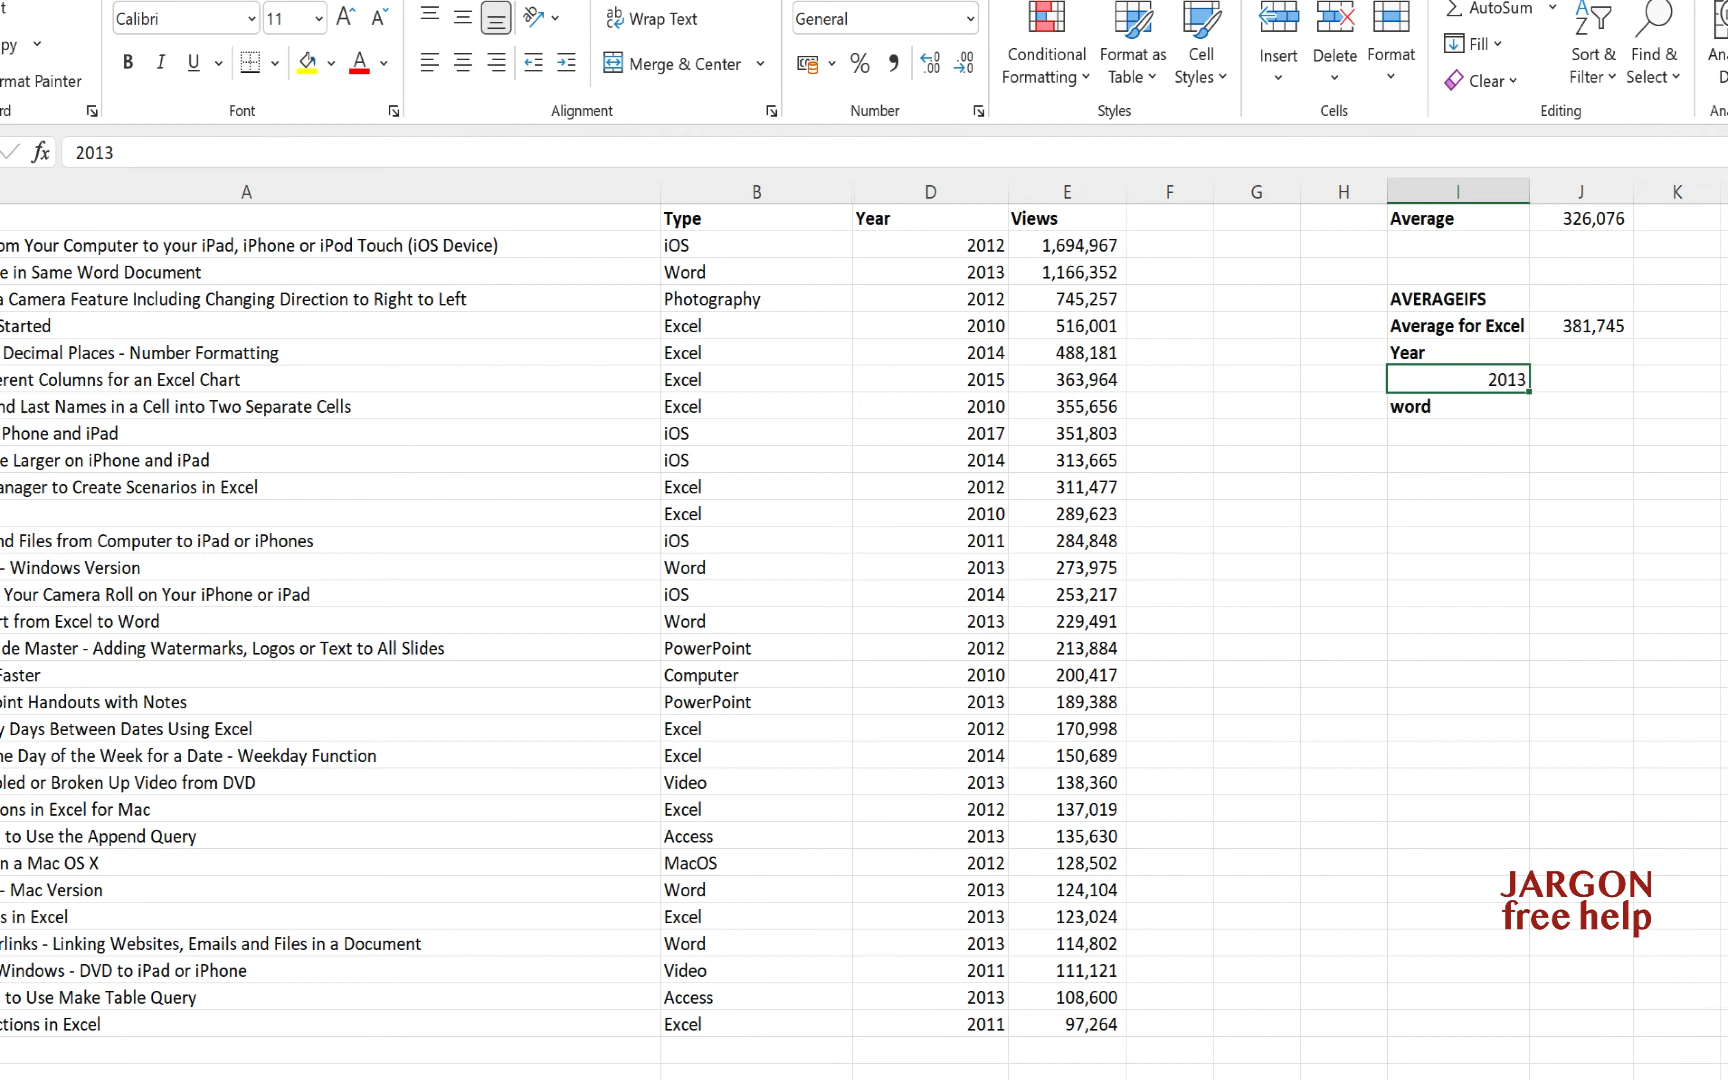 Calibri 11 Wrap Text General AutoSum
py Merge & Center % Conditional Format as Cell Insert Delete Format Fill Sort & Find &
B I U A Formatting Table Styles Filter Select
rmat Painter Clear
rd Font Alignment Number Styles Cells Editing
fx 2013
A B D E F G H I J K
Type Year Views Average 326,076
om Your Computer to your iPad, iPhone or iPod Touch (iOS Device) iOS 2012 1,694,967
e in Same Word Document Word 2013 1,166,352
a Camera Feature Including Changing Direction to Right to Left Photography 2012 745,257 AVERAGEIFS
Started Excel 2010 516,001 Average for Excel 381,745
Decimal Places - Number Formatting Excel 2014 488,181 Year
erent Columns for an Excel Chart Excel 2015 363,964 2013
nd Last Names in a Cell into Two Separate Cells Excel 2010 355,656 word
Phone and iPad iOS 2017 351,803
e Larger on iPhone and iPad iOS 2014 313,665
anager to Create Scenarios in Excel Excel 2012 311,477
Excel 2010 289,623
nd Files from Computer to iPad or iPhones iOS 2011 284,848
- Windows Version Word 2013 273,975
Your Camera Roll on Your iPhone or iPad iOS 2014 253,217
rt from Excel to Word Word 2013 229,491
de Master - Adding Watermarks, Logos or Text to All Slides PowerPoint 2012 213,884
Faster Computer 2010 200,417
oint Handouts with Notes PowerPoint 2013 189,388
y Days Between Dates Using Excel Excel 2012 170,998
he Day of the Week for a Date - Weekday Function Excel 2014 150,689
bled or Broken Up Video from DVD Video 2013 138,360
ons in Excel for Mac Excel 2012 137,019
to Use the Append Query Access 2013 135,630
n a Mac OS X MacOS 2012 128,502
- Mac Version Word 2013 124,104
s in Excel Excel 2013 123,024
rlinks - Linking Websites, Emails and Files in a Document Word 2013 114,802
Windows - DVD to iPad or iPhone Video 2011 111,121
to Use Make Table Query Access 2013 108,600
ctions in Excel Excel 2011 97,264
JARGON
free help